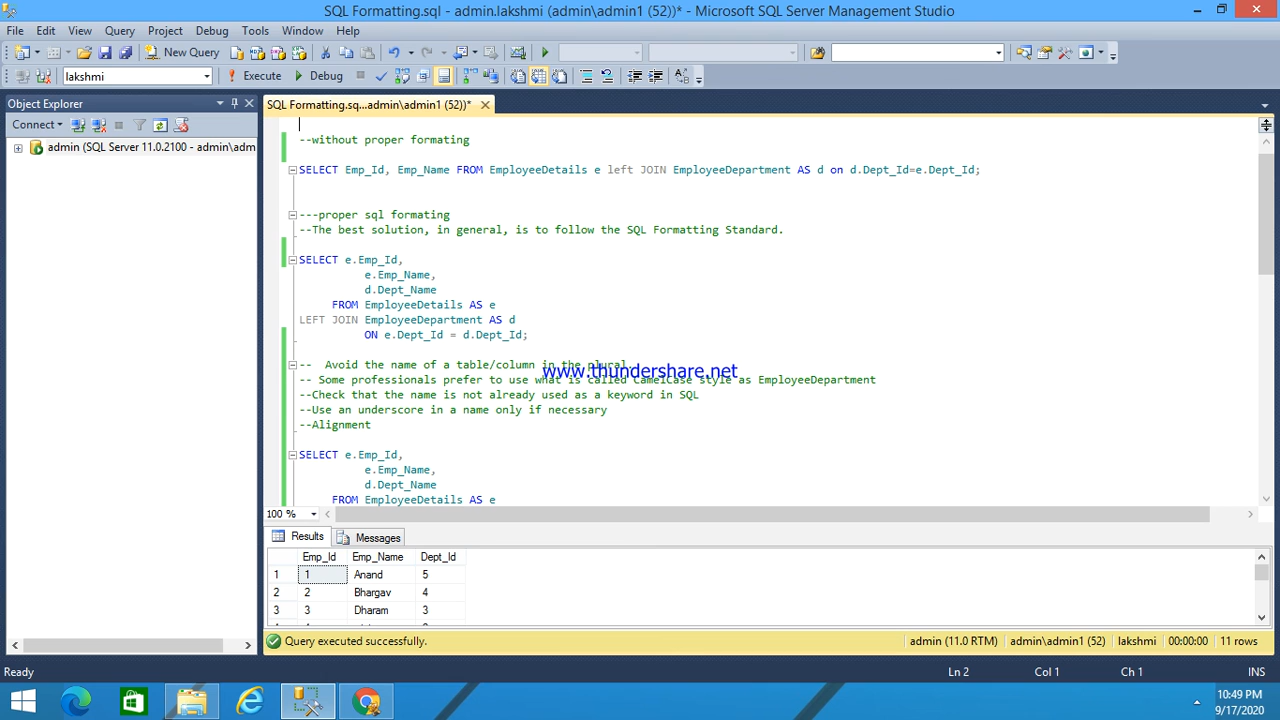 SQL Formatting.sql - admin.lakshmi (admin\admin1 (52))* - Microsoft SQL Server Management Studio
File Edit View Query Project Debug Tools Window Help
New Query
lakshmi Execute Debug
Object Explorer
SQL Formatting.sq...admin\admin1 (52))*
Connect
admin (SQL Server 11.0.2100 - admin\adm
--without proper formating
SELECT Emp_Id, Emp_Name FROM EmployeeDetails e left JOIN EmployeeDepartment AS d on d.Dept_Id=e.Dept_Id;
---proper sql formating
--The best solution, in general, is to follow the SQL Formatting Standard.
SELECT e.Emp_Id,
e.Emp_Name,
d.Dept_Name
FROM EmployeeDetails AS e
LEFT JOIN EmployeeDepartment AS d
ON e.Dept_Id = d.Dept_Id;
-- Avoid the name of a table/column in the plural.
www.thundershare.net
-- Some professionals prefer to use what is called CamelCase style as EmployeeDepartment
--Check that the name is not already used as a keyword in SQL
--Use an underscore in a name only if necessary
--Alignment
SELECT e.Emp_Id,
e.Emp_Name,
d.Dept_Name
FROM EmployeeDetails AS e
100 %
Results Messages
Emp_Id Emp_Name Dept_Id
1 1 Anand 5
2 2 Bhargav 4
3 3 Dharam 3
Query executed successfully. admin (11.0 RTM) admin\admin1 (52) lakshmi 00:00:00 11 rows
Ready Ln 2 Col 1 Ch 1 INS
10:49 PM
9/17/2020